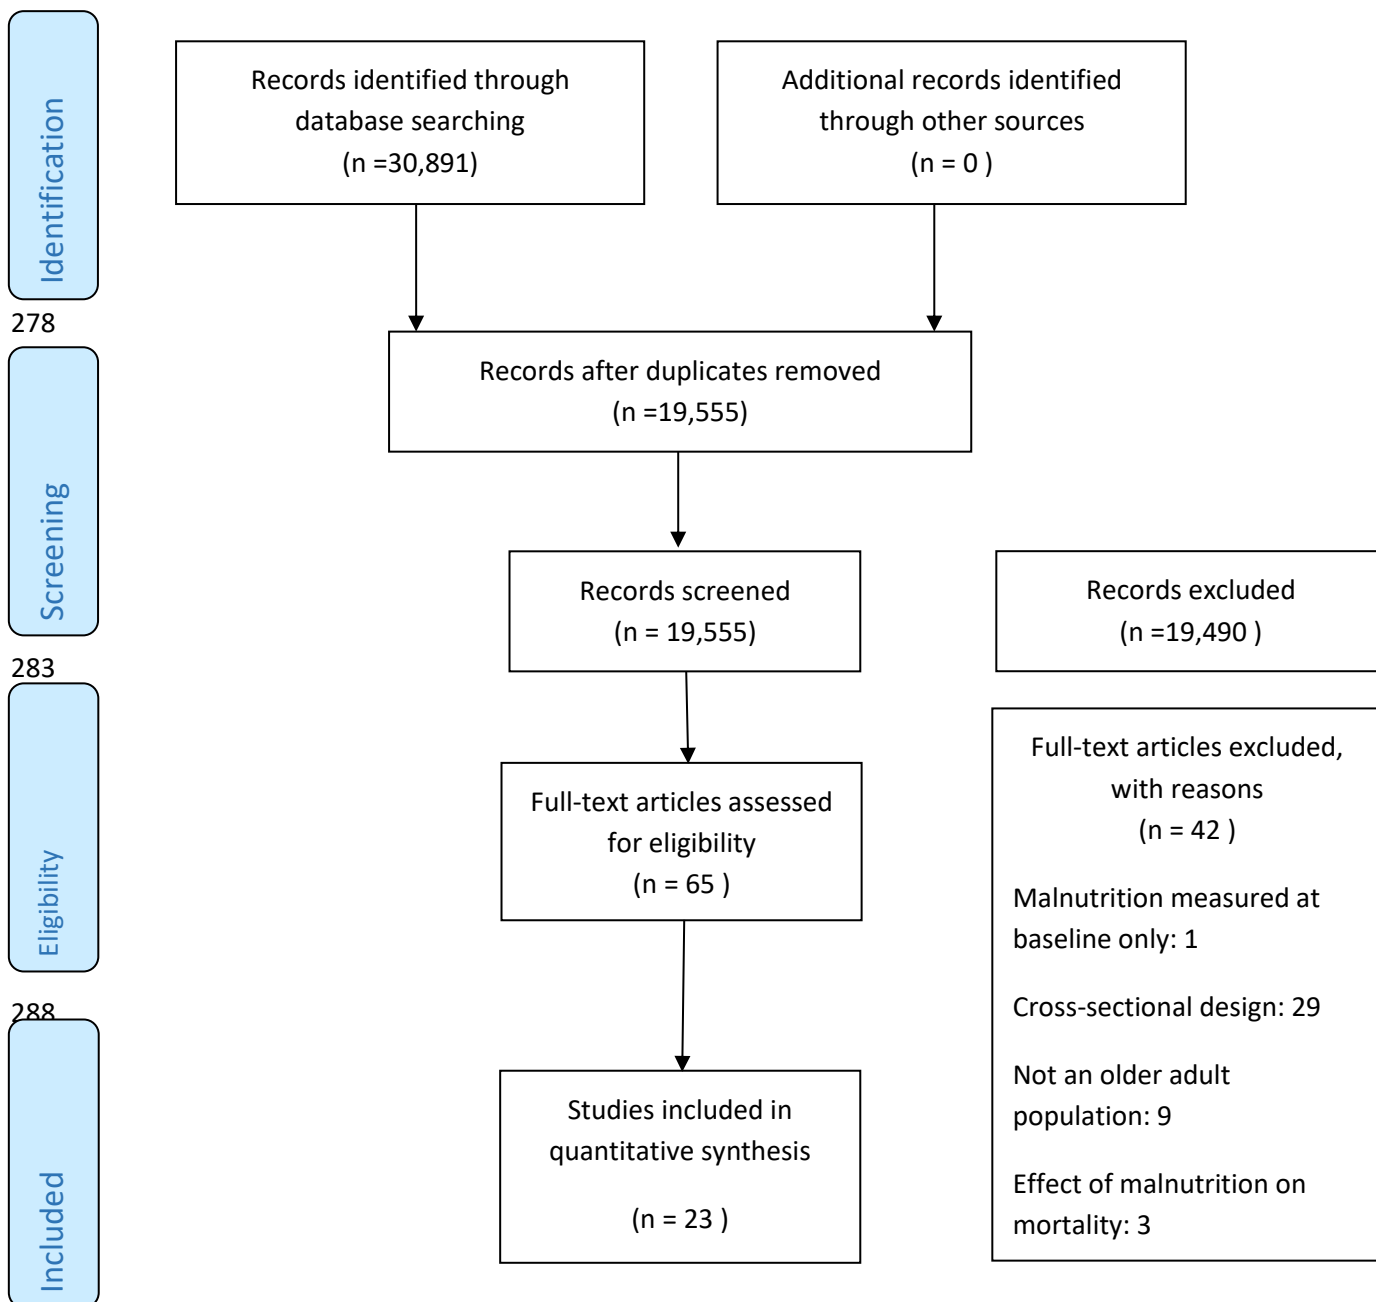 Identification
Records identified through
database searching
(n =30,891)
Additional records identified
through other sources
(n = 0 )
278
Screening
Records after duplicates removed
(n =19,555)
Records screened
(n = 19,555)
Records excluded
(n =19,490 )
283
Eligibility
Full-text articles assessed
for eligibility
(n = 65 )
Full-text articles excluded,
with reasons
(n = 42 )
Malnutrition measured at
baseline only: 1
Cross-sectional design: 29
Not an older adult
population: 9
Effect of malnutrition on
mortality: 3
288
Included
Studies included in
quantitative synthesis
(n = 23 )